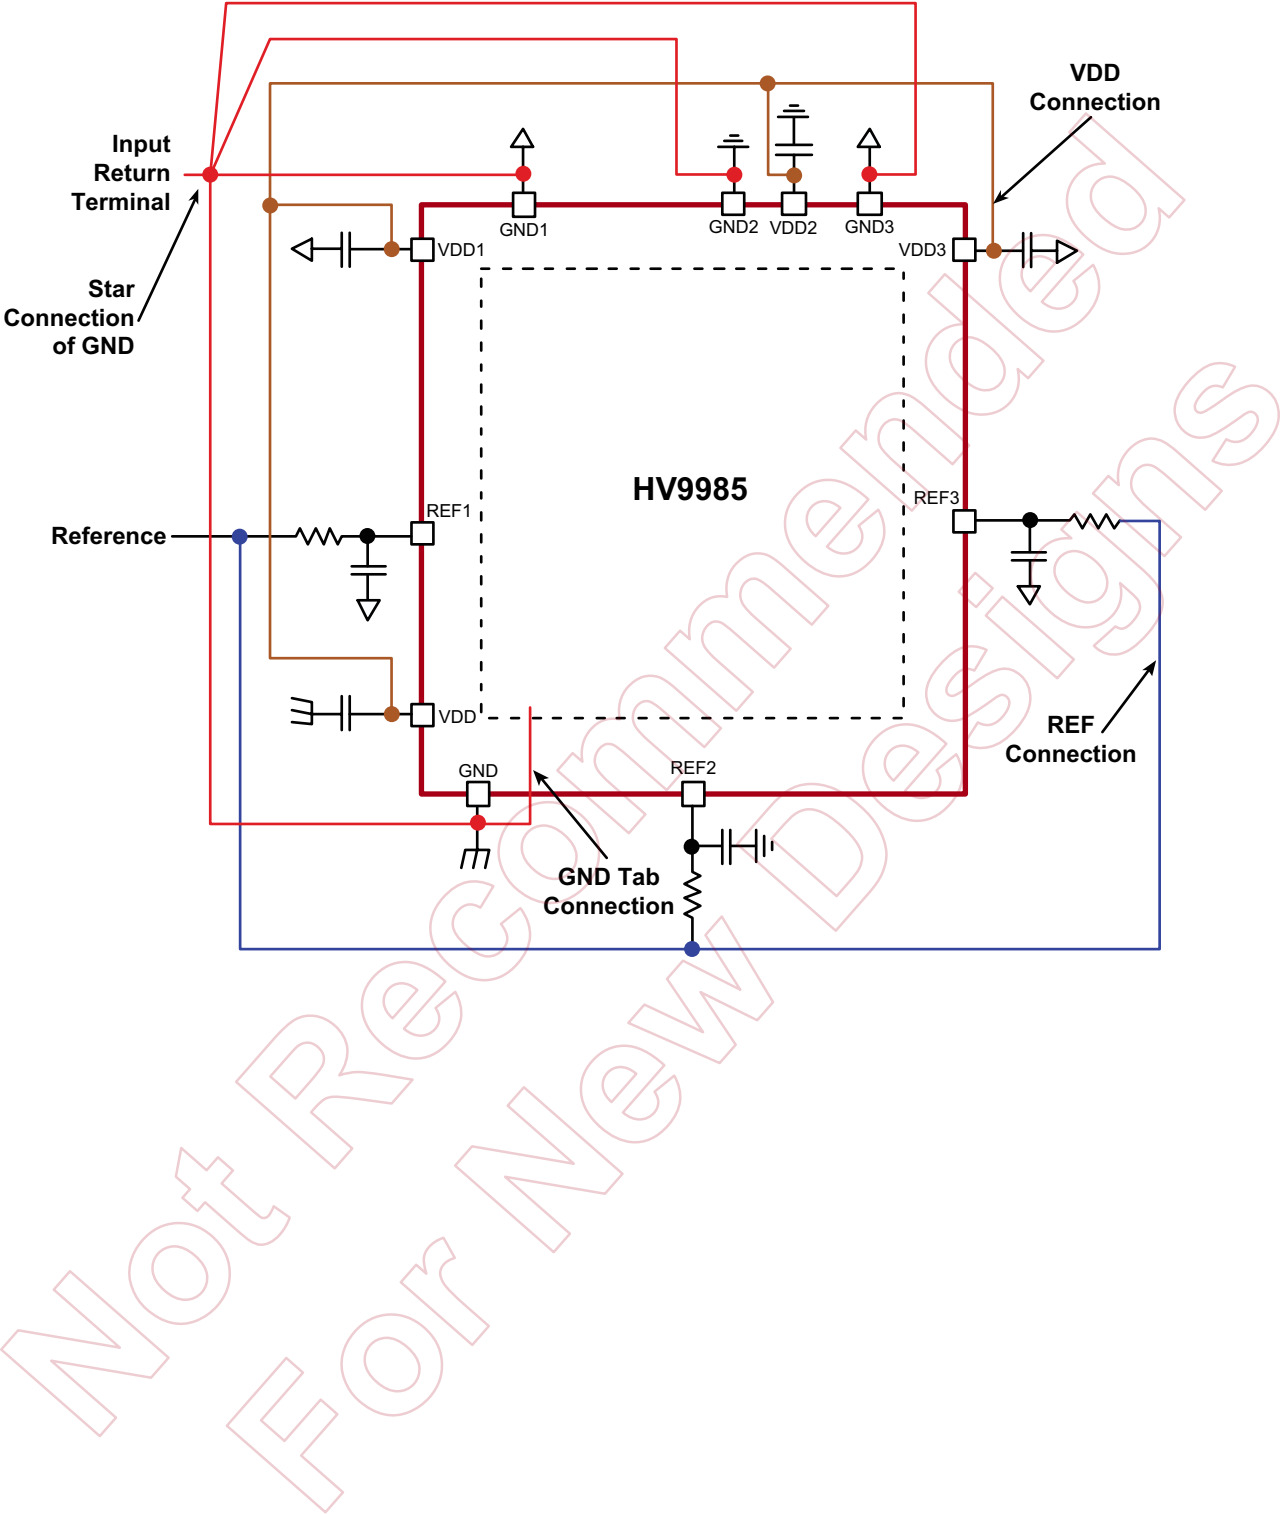 VDD
Connection
Input
Return
Terminal
GND1
GND2
VDD2
GND3
VDD1
VDD3
Star
Connection
of GND
HV9985
REF3
REF1
Reference
VDD
REF
Connection
GND
REF2
GND Tab
Connection
Not Recommended
For New Designs